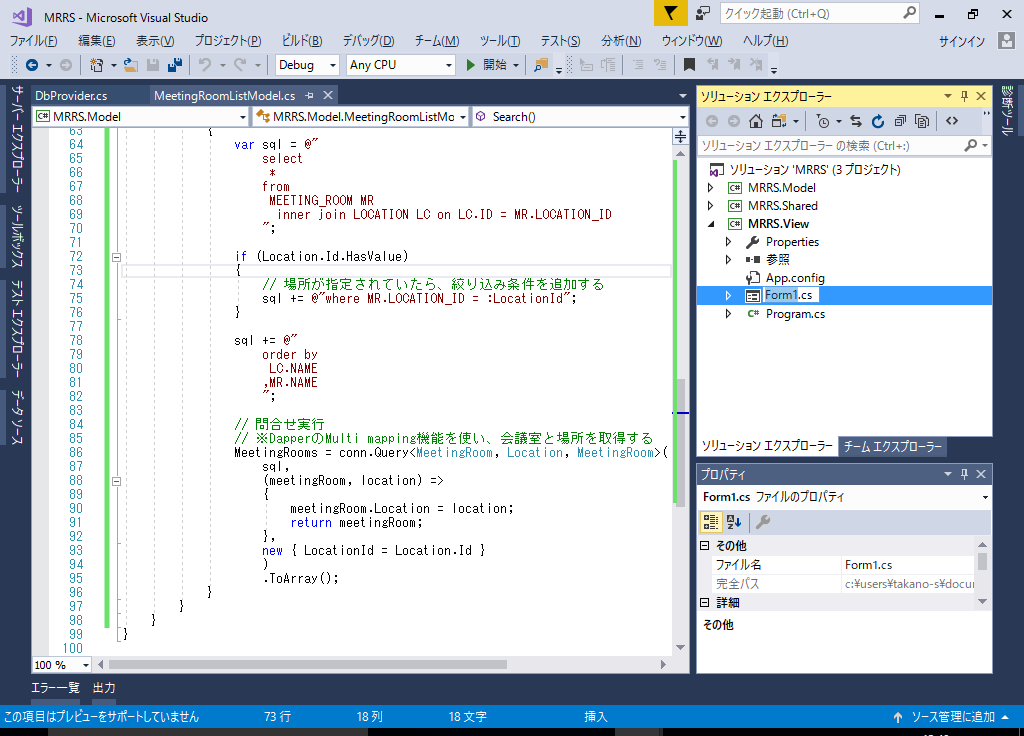 MRRS - Microsoft Visual Studio
クイック起動 (Ctrl+Q)
ファイル(F) 編集(E) 表示(V) プロジェクト(P) ビルド(B) デバッグ(D) チーム(M) ツール(T) テスト(S) 分析(N) ウィンドウ(W) ヘルプ(H) サインイン
Debug Any CPU 開始
サーバー エクスプローラー
ツールボックス
テスト エクスプローラー
データ ソース
DbProvider.cs MeetingRoomListModel.cs
MRRS.Model MRRS.Model.MeetingRoomListMo Search()
63 {
64 var sql = @"
65 select
66 *
67 from
68 MEETING_ROOM MR
69 inner join LOCATION LC on LC.ID = MR.LOCATION_ID
70 ";
71
72 if (Location.Id.HasValue)
73 {
74 // 場所が指定されていたら、絞り込み条件を追加する
75 sql += @"where MR.LOCATION_ID = :LocationId";
76 }
77
78 sql += @"
79 order by
80 LC.NAME
81 ,MR.NAME
82 ";
83
84 // 問合せ実行
85 // ※DapperのMulti mapping機能を使い、会議室と場所を取得する
86 MeetingRooms = conn.Query<MeetingRoom, Location, MeetingRoom>(
87 sql,
88 (meetingRoom, location) =>
89 {
90 meetingRoom.Location = location;
91 return meetingRoom;
92 },
93 new { LocationId = Location.Id }
94 )
95 .ToArray();
96 }
97 }
98 }
99 }
100
100 %
エラー一覧 出力
ソリューション エクスプローラー
ソリューション エクスプローラー の検索 (Ctrl+:)
ソリューション 'MRRS' (3 プロジェクト)
C# MRRS.Model
C# MRRS.Shared
C# MRRS.View
Properties
参照
App.config
Form1.cs
C# Program.cs
ソリューション エクスプローラー チーム エクスプローラー
プロパティ
Form1.cs ファイルのプロパティ
その他
ファイル名 Form1.cs
完全パス c:¥users¥takano-s¥docu
詳細
その他
診断ツール
この項目はプレビューをサポートしていません 73 行 18 列 18 文字 挿入 ソース管理に追加